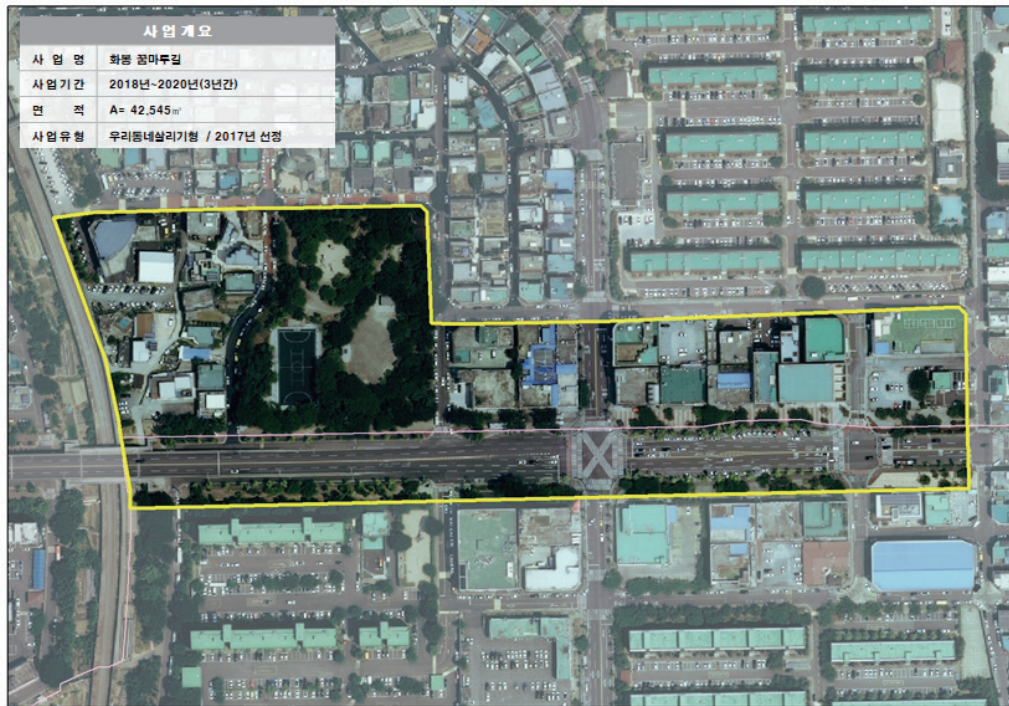 사업개요
사 업 명 화봉 꿈마루길
사업기간 2018년~2020년(3년간)
면 적 A= 42,545㎡
사업유형 우리동네살리기형 / 2017년 선정